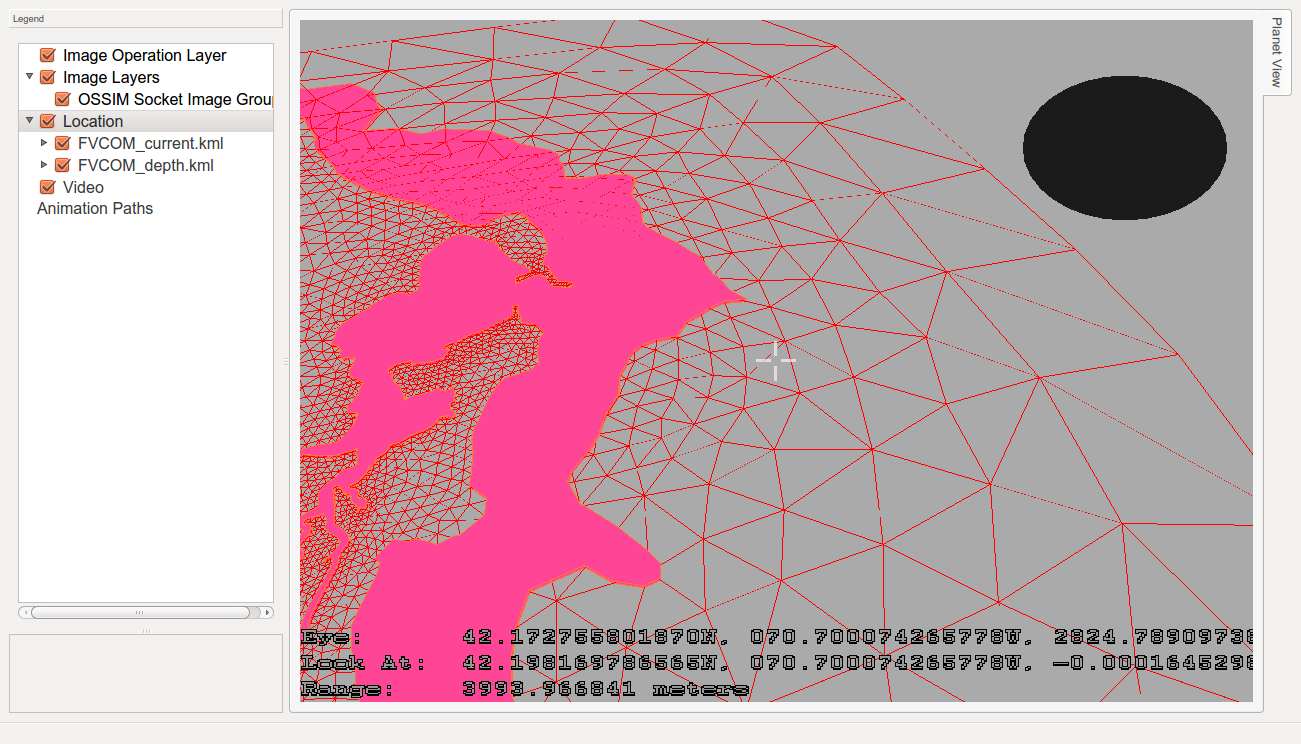 Legend
Image Operation Layer
Image Layers
OSSIM Socket Image Grou
Location
FVCOM_current.kml
FVCOM_depth.kml
Video
Animation Paths
Planet View
Eye: 42.172755801870N, 070.700074265778W, 2824.78909738
Look At: 42.198169786565N, 070.700074265778W, -0.0001645298
Range: 3993.966841 meters